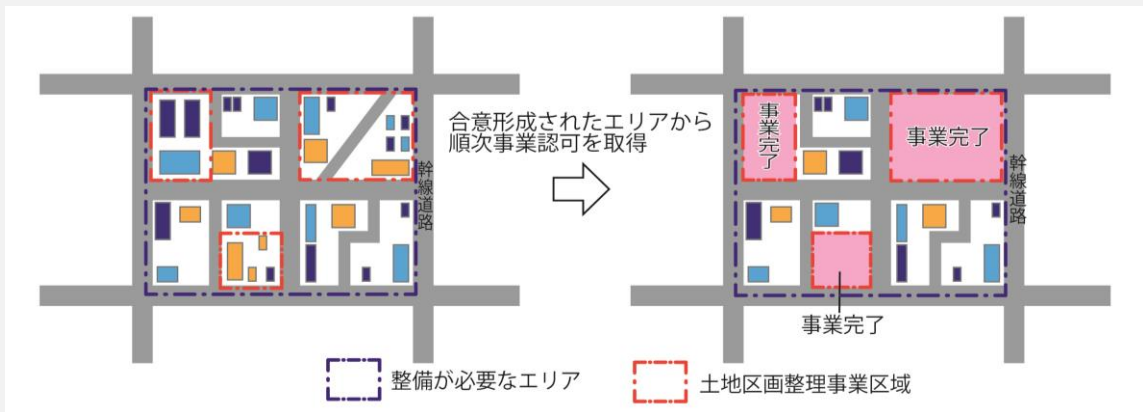 合意形成されたエリアから
順次事業認可を取得
幹線道路
事業完了
事業完了
幹線道路
事業完了
整備が必要なエリア
土地区画整理事業区域